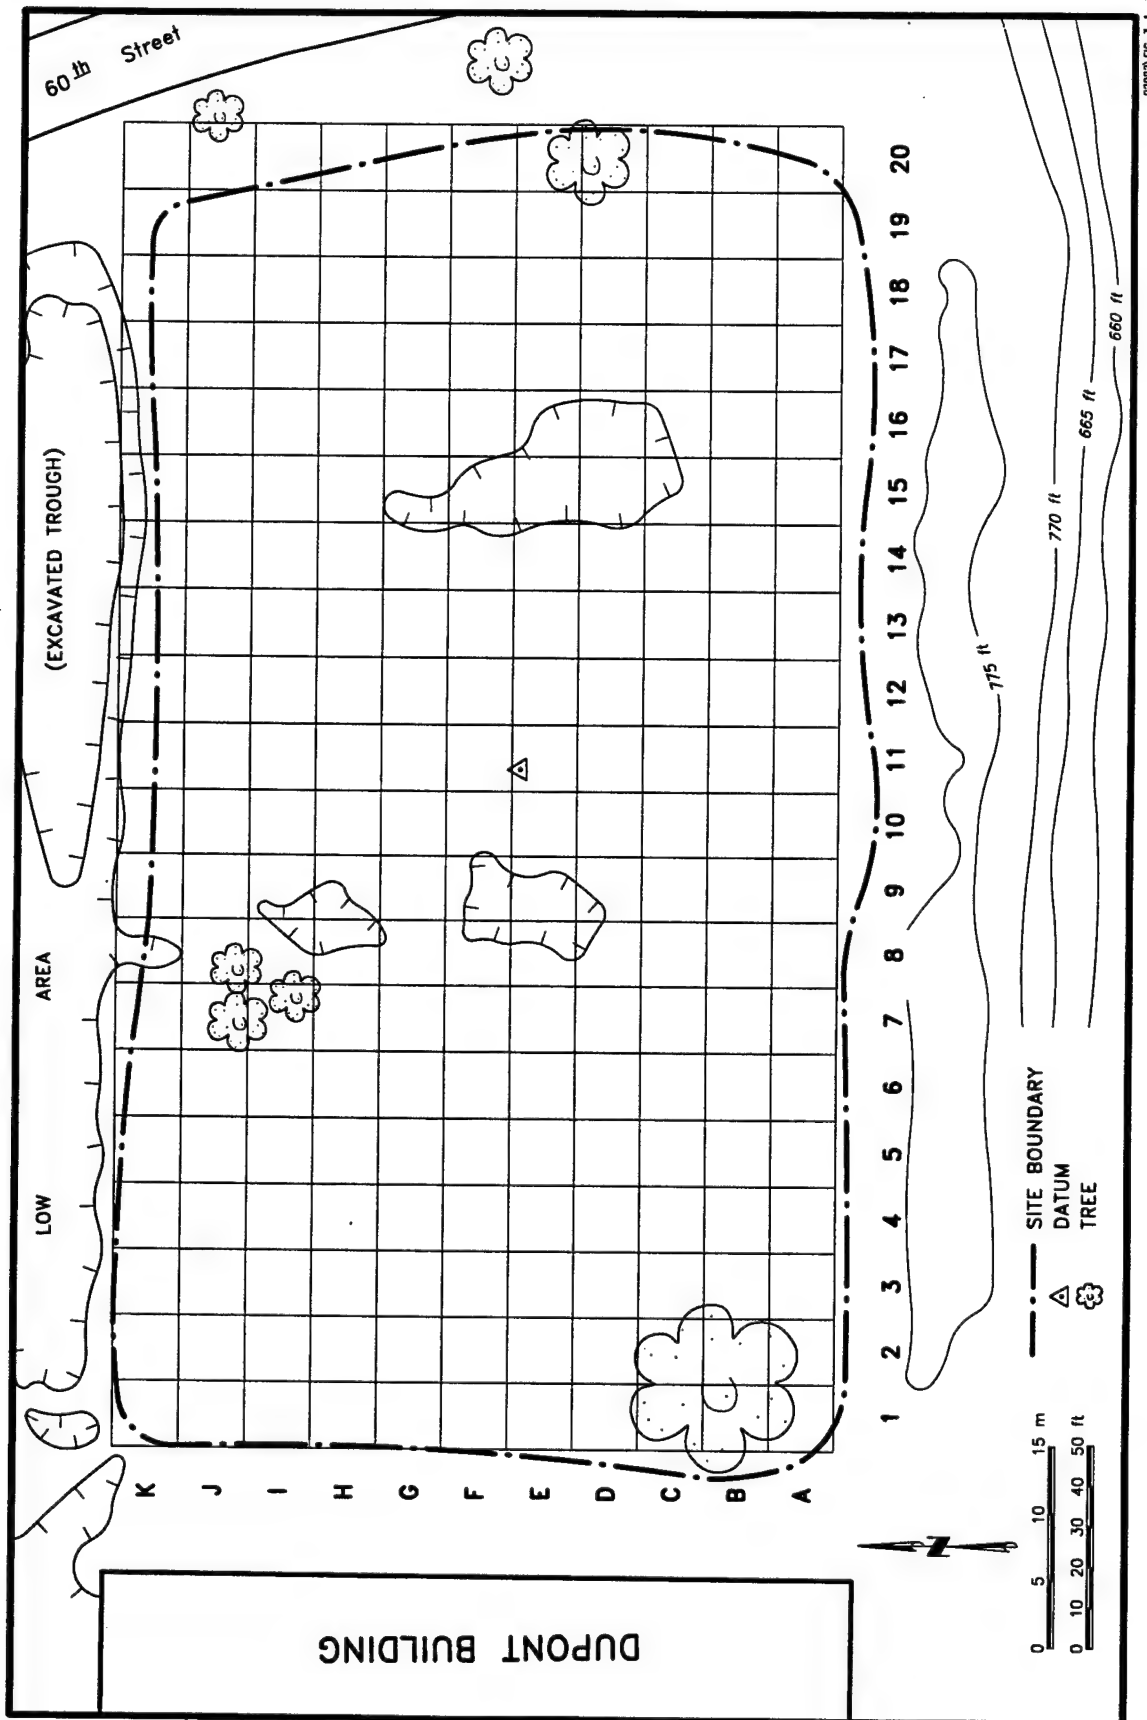 60th Street
(EXCAVATED TROUGH)
LOW AREA
K J I H G F E D C B A
1 2 3 4 5 6 7 8 9 10 11 12 13 14 15 16 17 18 19 20
775 ft
770 ft
665 ft
660 ft
DUPONT BUILDING
N
SITE BOUNDARY
DATUM
TREE
0 5 10 15 m
0 10 20 30 40 50 ft